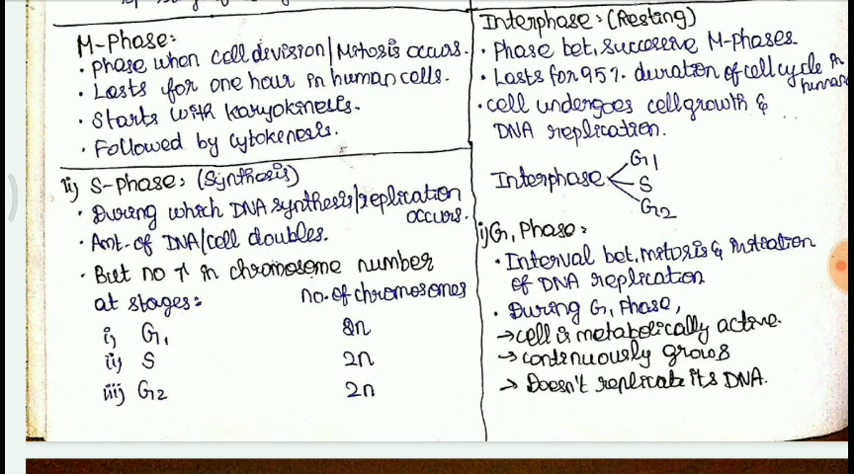 M-Phase:
• Phase when cell division/Mitosis occurs.
• Lasts for one hour in human cells.
• Starts with karyokinesis.
• Followed by cytokenesis.
ii) S-Phase: (Synthesis)
• During which DNA synthesis/replication
occurs.
• Amt. of DNA/cell doubles.
• But no ↑ in chromosome number
at stages: no. of chromosomes
i) G1 2n
ii) S 2n
iii) G2 2n
Interphase: (Resting)
• Phase bet. successive M-phases.
• Lasts for 95% duration of cell cycle in
humans
• cell undergoes cell growth &
DNA replication.
Interphase < G1
S
G2
i) G1 Phase:
• Interval bet. mitosis & initiation
of DNA replication
• During G1 Phase,
→ cell is metabolically active.
→ continuously grows
→ Doesn't replicate its DNA.